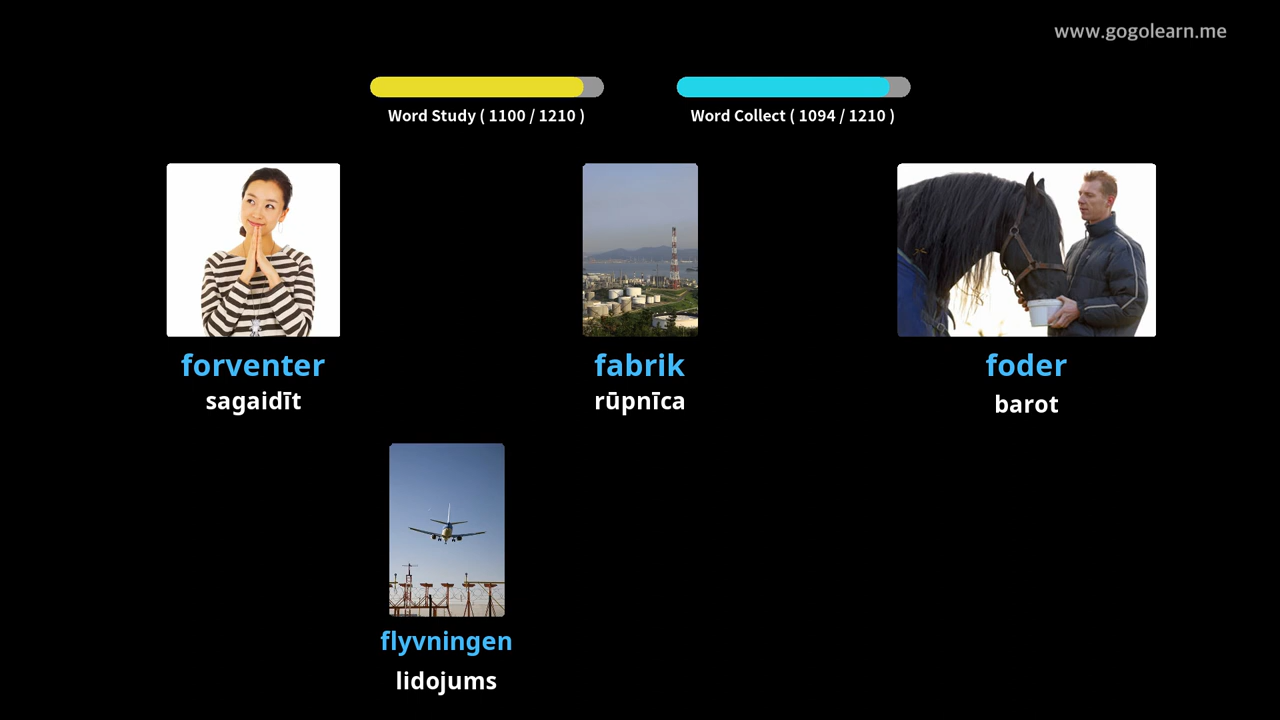 www.gogolearn.me
Word Study ( 1100 / 1210 )
Word Collect ( 1094 / 1210 )
forventer
sagaidīt
fabrik
rūpnīca
foder
barot
flyvningen
lidojums